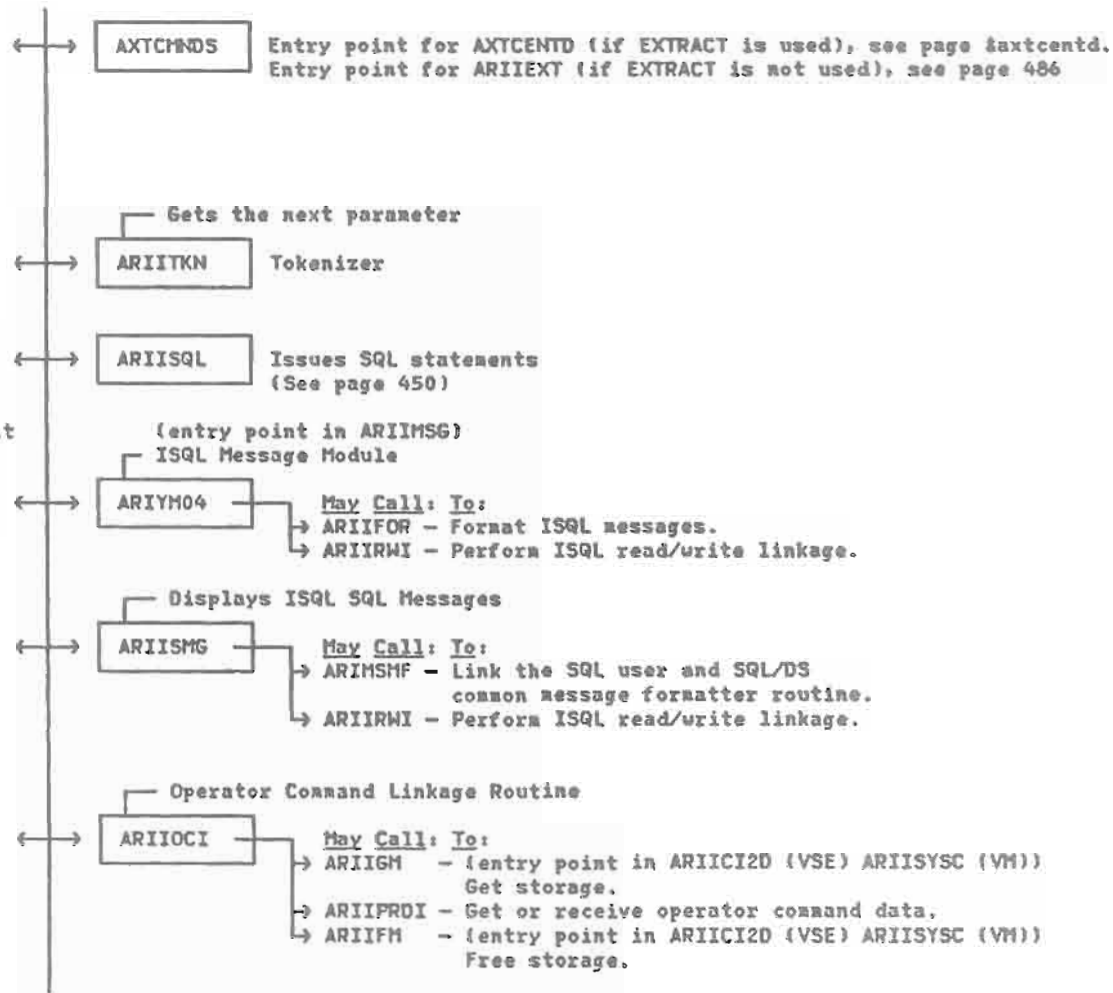 AXTCMNDS Entry point for AXTCENTD (if EXTRACT is used), see page &axtcentd.
Entry point for ARIIEXT (if EXTRACT is not used), see page 486
Gets the next parameter
ARIITKN Tokenizer
ARIISQL Issues SQL statements
(See page 450)
(entry point in ARIIMSG)
ISQL Message Module
ARIYM04 May Call: To:
ARIIFOR — Format ISQL messages.
ARIIRWI — Perform ISQL read/write linkage.
Displays ISQL SQL Messages
ARIISMG May Call: To:
ARIMSMF — Link the SQL user and SQL/DS
common message formatter routine.
ARIIRWI — Perform ISQL read/write linkage.
Operator Command Linkage Routine
ARIIOCI May Call: To:
ARIIGM — (entry point in ARIICI2D (VSE) ARIISYSC (VM))
Get storage.
ARIIPRDI — Get or receive operator command data.
ARIIFM — (entry point in ARIICI2D (VSE) ARIISYSC (VM))
Free storage.